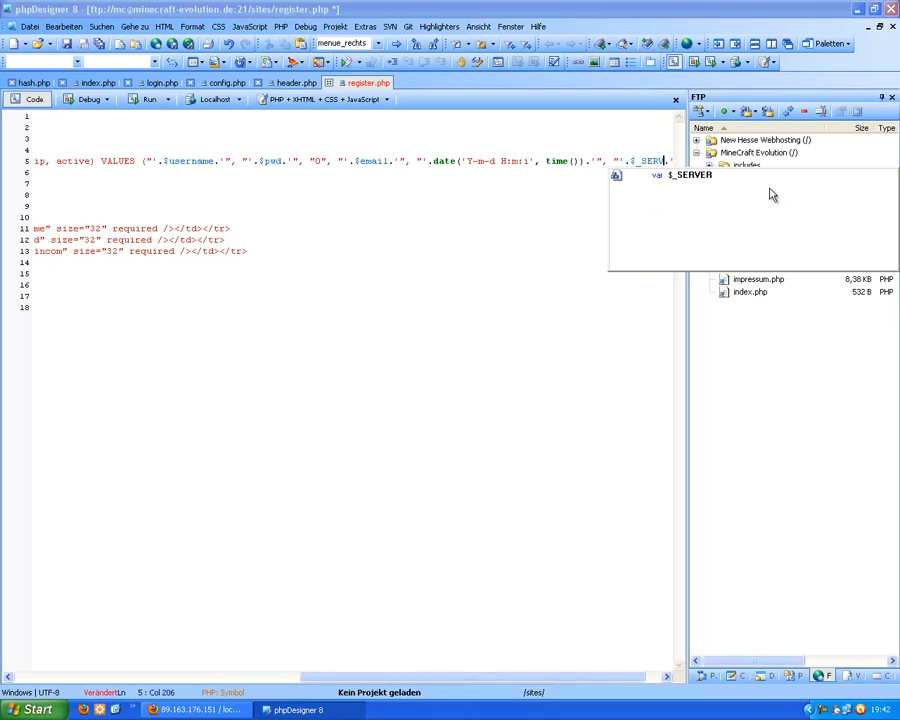 phpDesigner 8 - [ftp://mc@minecraft-evolution.de:21/sites/register.php *]
Datei Bearbeiten Suchen Gehe zu HTML Format CSS JavaScript PHP Debug Projekt Extras SVN Git Highlighters Ansicht Fenster Hilfe
menue_rechts Paletten
hash.php index.php login.php config.php header.php register.php
Code Debug Run Localhost PHP + XHTML + CSS + JavaScript
FTP
Name Size Type
New Hesse Webhosting (/)
MineCraft Evolution (/)
includes
impressum.php 8,38 KB PHP
index.php 532 B PHP
1
2
3
4
5 ip, active) VALUES ("'.$username.'", "'.$pwd.'", "0", "'.$email.'", "'.date('Y-m-d H:m:i', time()).'", "'.$_SERV.'
var $_SERVER
6
7
8
9
10
11 me" size="32" required /></td></tr>
12 d" size="32" required /></td></tr>
13 incom" size="32" required /></td></tr>
14
15
16
17
18
P. C D P F V C
Windows | UTF-8 Verändert Ln 5 : Col 206 PHP: Symbol Kein Projekt geladen /sites/
Start 89.163.176.151 / loc... phpDesigner 8 19:42